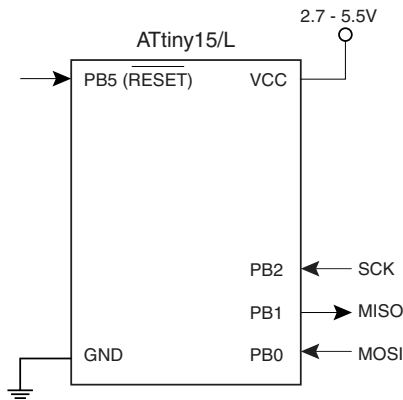 2.7 - 5.5V
ATtiny15/L
PB5 (RESET)
VCC
PB2
SCK
PB1
MISO
GND
PB0
MOSI